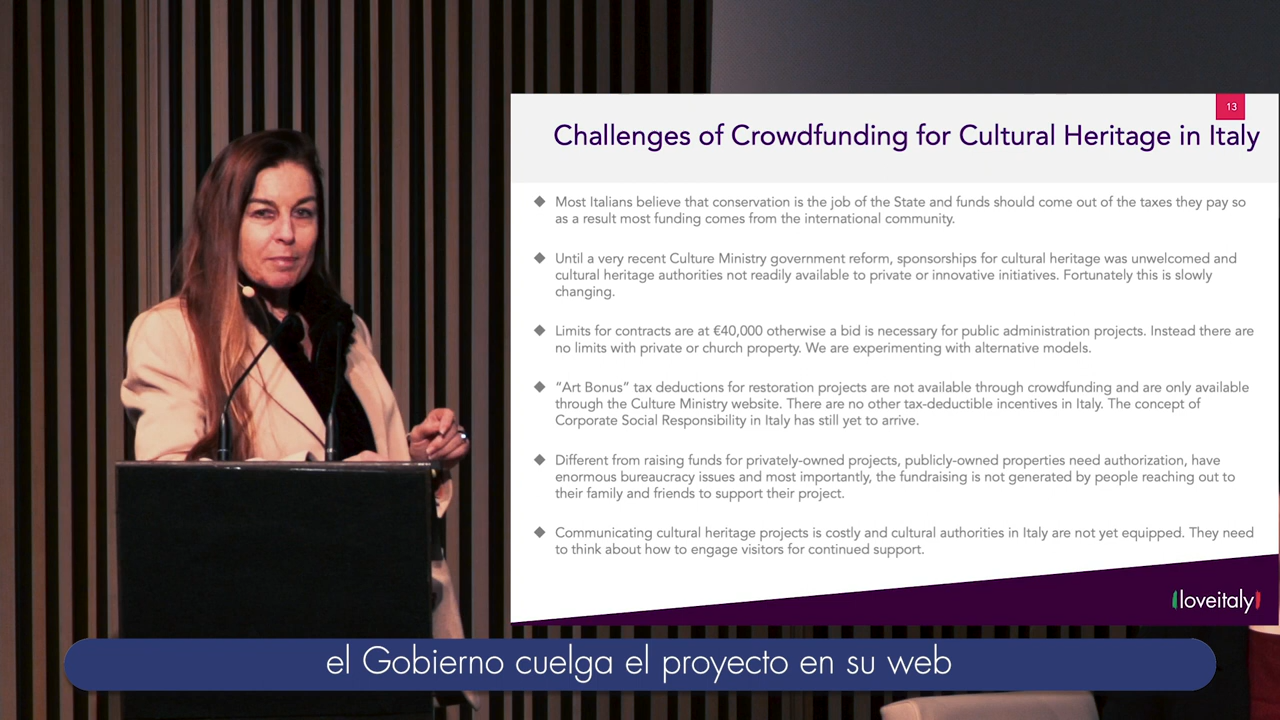 13
Challenges of Crowdfunding for Cultural Heritage in Italy
Most Italians believe that conservation is the job of the State and funds should come out of the taxes they pay so
as a result most funding comes from the international community.
Until a very recent Culture Ministry government reform, sponsorships for cultural heritage was unwelcomed and
cultural heritage authorities not readily available to private or innovative initiatives. Fortunately this is slowly
changing.
Limits for contracts are at €40,000 otherwise a bid is necessary for public administration projects. Instead there are
no limits with private or church property. We are experimenting with alternative models.
“Art Bonus” tax deductions for restoration projects are not available through crowdfunding and are only available
through the Culture Ministry website. There are no other tax-deductible incentives in Italy. The concept of
Corporate Social Responsibility in Italy has still yet to arrive.
Different from raising funds for privately-owned projects, publicly-owned properties need authorization, have
enormous bureaucracy issues and most importantly, the fundraising is not generated by people reaching out to
their family and friends to support their project.
Communicating cultural heritage projects is costly and cultural authorities in Italy are not yet equipped. They need
to think about how to engage visitors for continued support.
loveitaly
el Gobierno cuelga el proyecto en su web